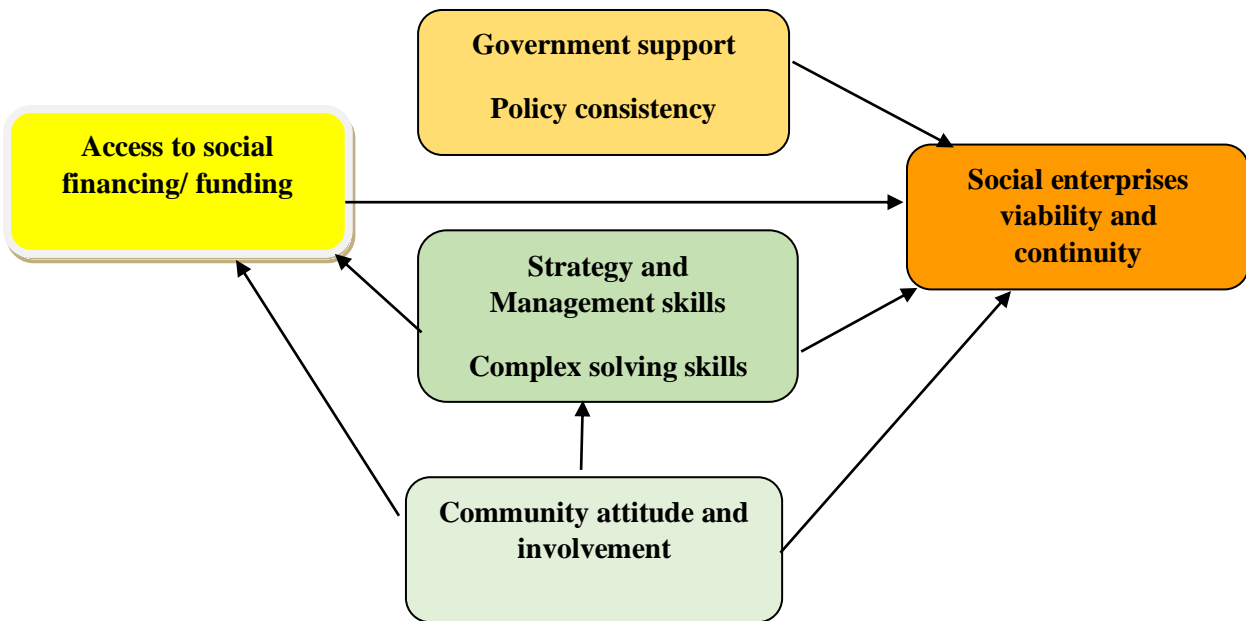 Government support
Policy consistency
Access to social
financing/ funding
Social enterprises
viability and
continuity
Strategy and
Management skills
Complex solving skills
Community attitude and
involvement